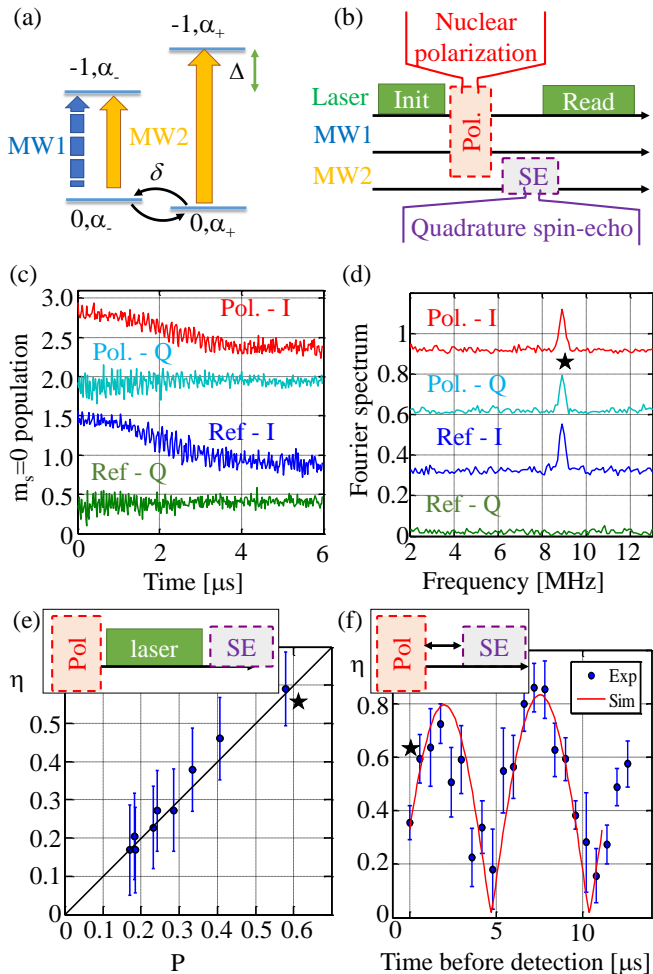 (a)
-1,α₊
-1,α₋
Δ
MW1
MW2
δ
0,α₋
0,α₊
(b)
Nuclear
polarization
Laser
Init
Pol.
Read
MW1
MW2
SE
Quadrature spin-echo
(c)
3.0
2.5
2.0
1.5
1.0
0.5
0
mₛ=0 population
Pol. - I
Pol. - Q
Ref - I
Ref - Q
0
2
4
6
Time [μs]
(d)
1
0.8
0.6
0.4
0.2
0
Fourier spectrum
Pol. - I
Pol. - Q
Ref - I
Ref - Q
2
4
6
8
10
12
Frequency [MHz]
(e)
Pol
laser
SE
η
0.5
0.4
0.3
0.2
0.1
0
0
0.1
0.2
0.3
0.4
0.5
0.6
P
(f)
Pol
SE
η
0.8
0.6
0.4
0.2
0
Exp
Sim
0
5
10
Time before detection [μs]